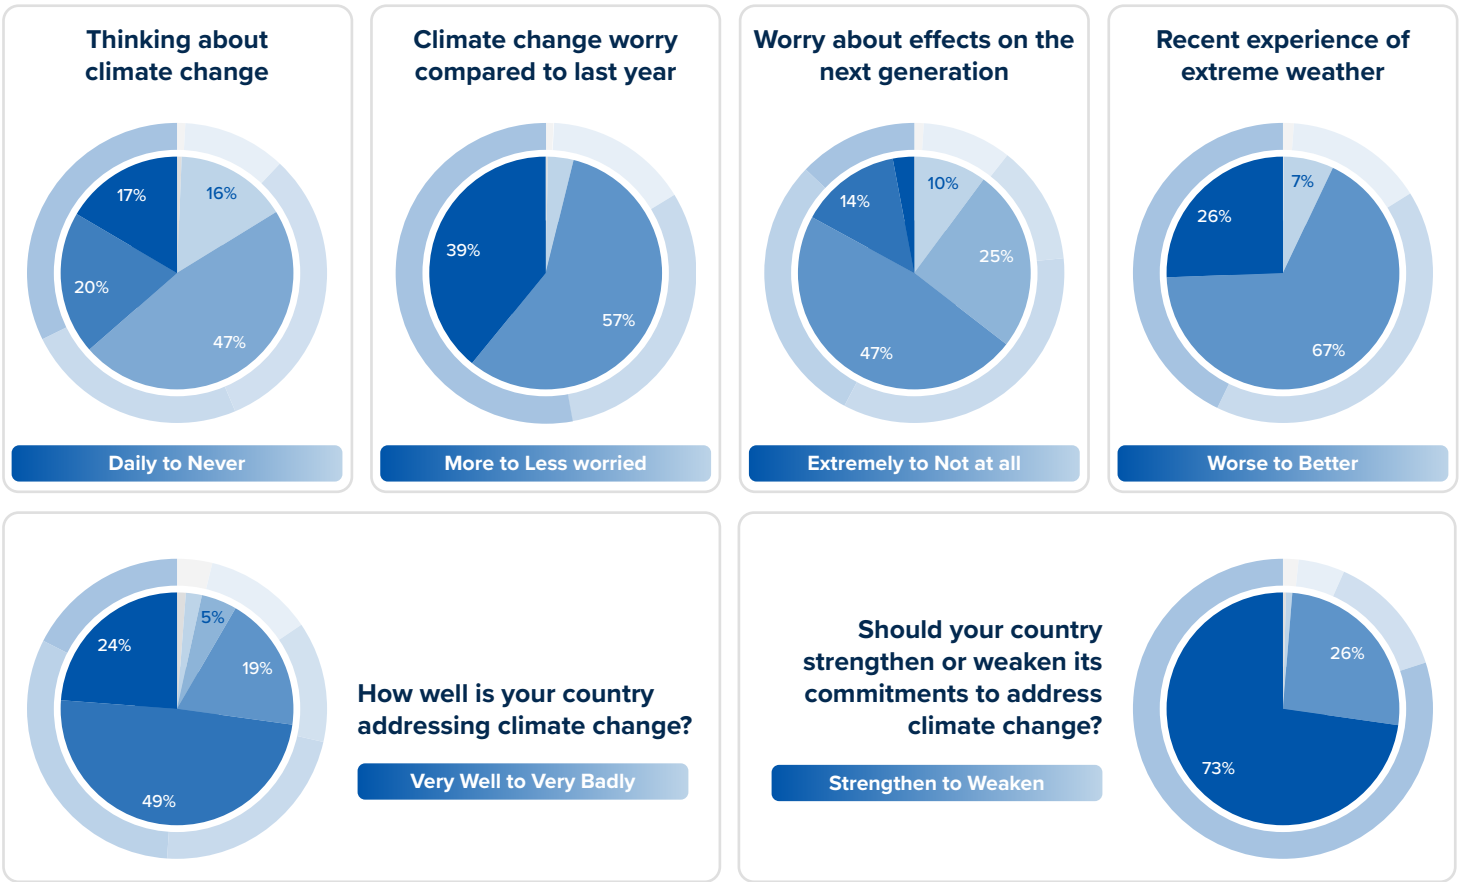 Thinking about
climate change
17%
16%
20%
47%
Daily to Never
Climate change worry
compared to last year
39%
57%
More to Less worried
Worry about effects on the
next generation
10%
14%
25%
47%
Extremely to Not at all
Recent experience of
extreme weather
7%
26%
67%
Worse to Better
5%
24%
19%
49%
How well is your country
addressing climate change?
Very Well to Very Badly
Should your country
strengthen or weaken its
commitments to address
climate change?
Strengthen to Weaken
26%
73%